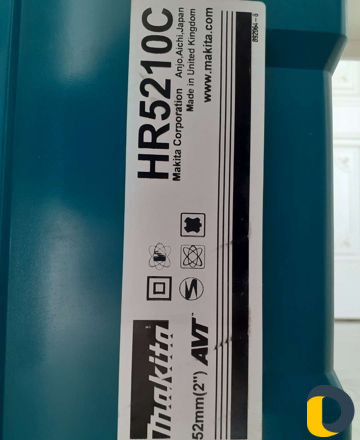 HR5210C
Makita Corporation Anjo,Aichi,Japan
Made in United Kingdom
www.makita.com
makita
52mm(2") AVT